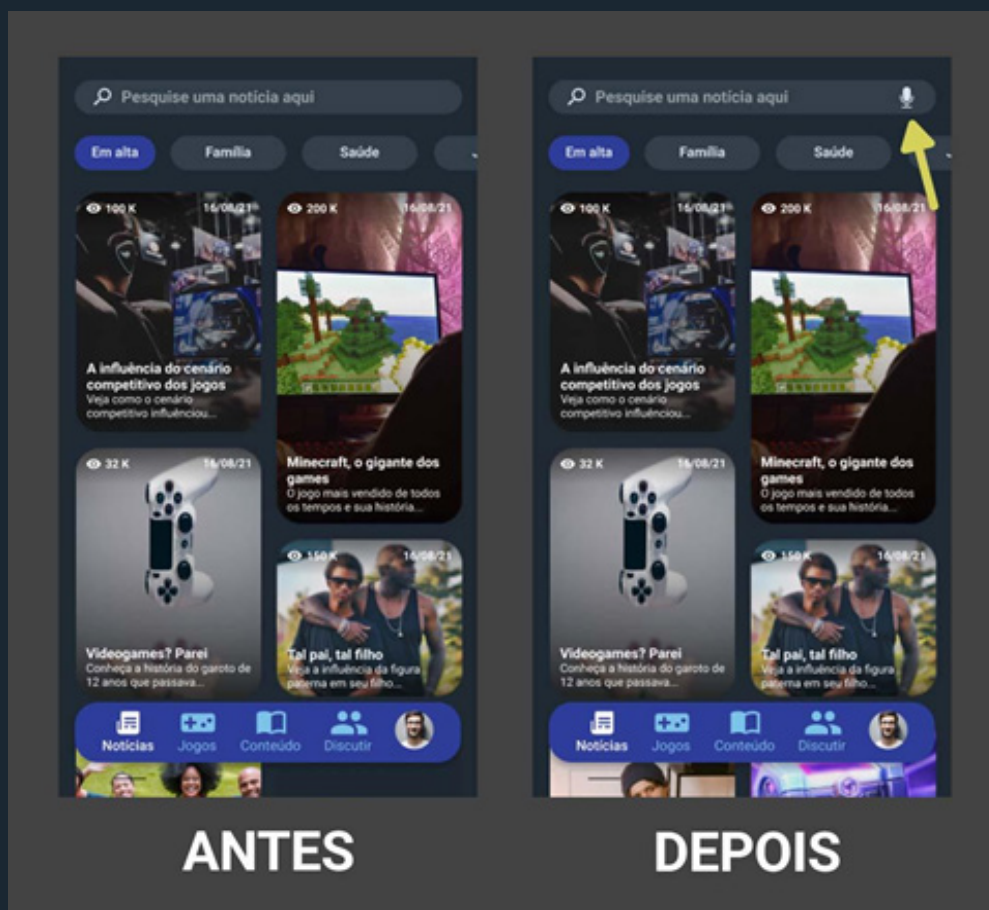 Pesquise uma notícia aqui
Em alta Família Saúde
100 K 16/08/21
A influência do cenário
competitivo dos jogos
Veja como o cenário
competitivo influênciou...
200 K 16/08/21
Minecraft, o gigante dos
games
O jogo mais vendido de todos
os tempos e sua história...
32 K 16/08/21
Videogames? Parei
Conheça a história do garoto de
12 anos que passava...
150 K 16/08/21
Tal pai, tal filho
Veja a influência da figura
paterna em seu filho...
Notícias Jogos Conteúdo Discutir
ANTES
Pesquise uma notícia aqui
Em alta Família Saúde
100 K 16/08/21
A influência do cenário
competitivo dos jogos
Veja como o cenário
competitivo influênciou...
200 K 16/08/21
Minecraft, o gigante dos
games
O jogo mais vendido de todos
os tempos e sua história...
32 K 16/08/21
Videogames? Parei
Conheça a história do garoto de
12 anos que passava...
150 K 16/08/21
Tal pai, tal filho
Veja a influência da figura
paterna em seu filho...
Notícias Jogos Conteúdo Discutir
DEPOIS